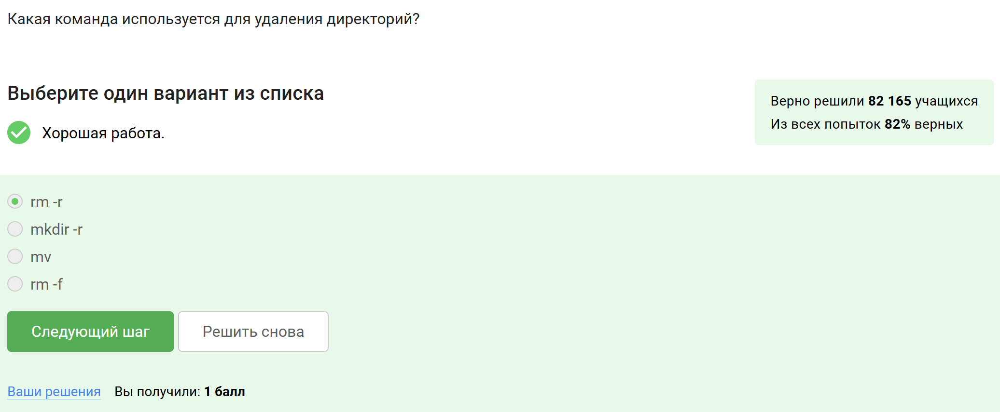 Какая команда используется для удаления директорий?
Выберите один вариант из списка
Верно решили 82 165 учащихся
Из всех попыток 82% верных
Хорошая работа.
rm -r
mkdir -r
mv
rm -f
Следующий шаг
Решить снова
Ваши решения
Вы получили: 1 балл